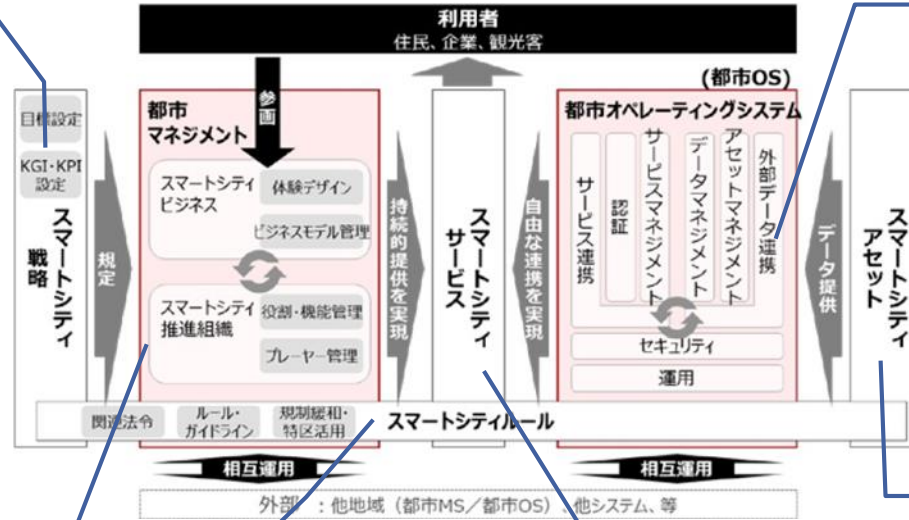 利用者
住民、企業、観光客
参画
(都市OS)
目標設定
KGI・KPI
設定
スマートシティ
戦略
規定
都市
マネジメント
スマートシティ
ビジネス
体験デザイン
ビジネスモデル管理
スマートシティ
推進組織
役割・機能管理
プレーヤー管理
持続的提供を実現
スマートシティ
サービス
自由な連携を実現
都市オペレーティングシステム
サービス連携
認証
サービスマネジメント
データマネジメント
アセットマネジメント
外部データ連携
セキュリティ
運用
データ提供
スマートシティ
アセット
関連法令
ルール・
ガイドライン
規制緩和・
特区活用
スマートシティルール
相互運用
相互運用
外部 : 他地域（都市MS／都市OS）、他システム、等